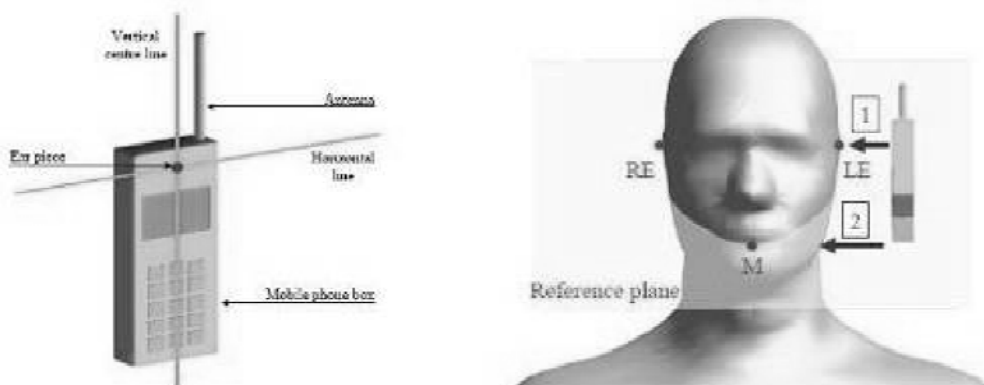 Vertical
centre line
Antenna
Ear piece
Horizontal
line
Mobile phone box
1
RE
LE
2
M
Reference plane